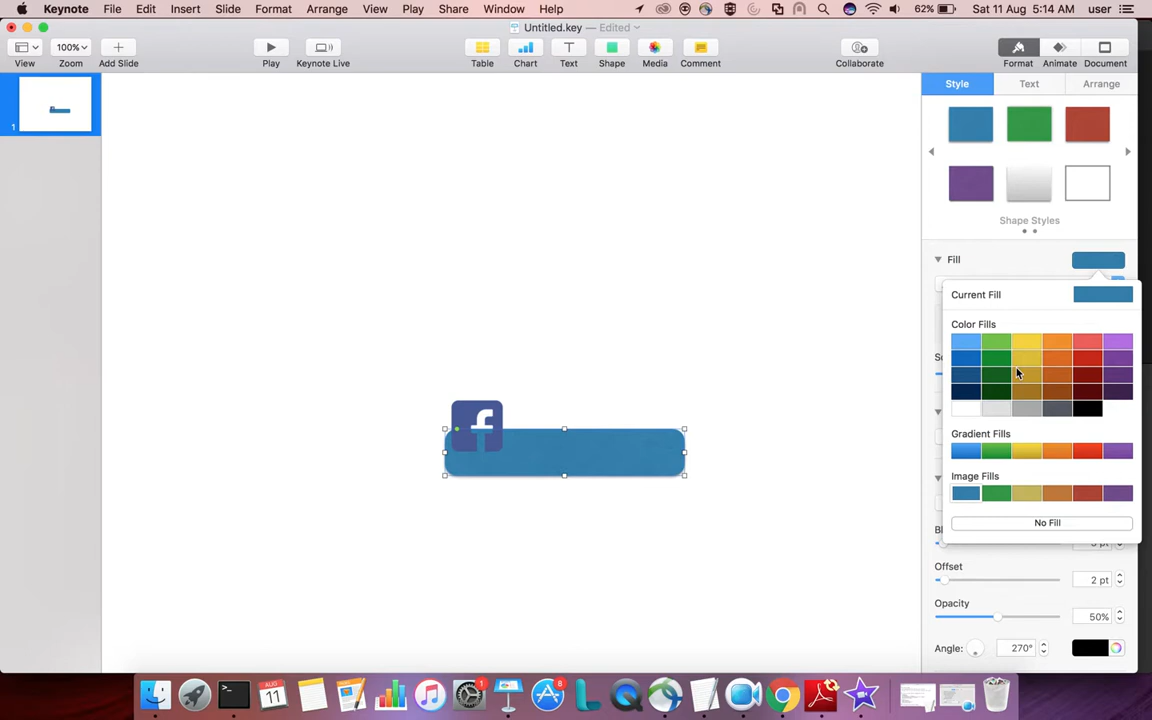 Keynote File Edit Insert Slide Format Arrange View Play Share Window Help 62% Sat 11 Aug 5:14 AM user
Untitled.key — Edited
View 100% Zoom Add Slide Play Keynote Live Table Chart Text Shape Media Comment Collaborate Format Animate Document
1
Style Text Arrange
Shape Styles
Fill
Current Fill
Color Fills
Gradient Fills
Image Fills
No Fill
Offset
2 pt
Opacity
50%
Angle: 270°
11
1
8